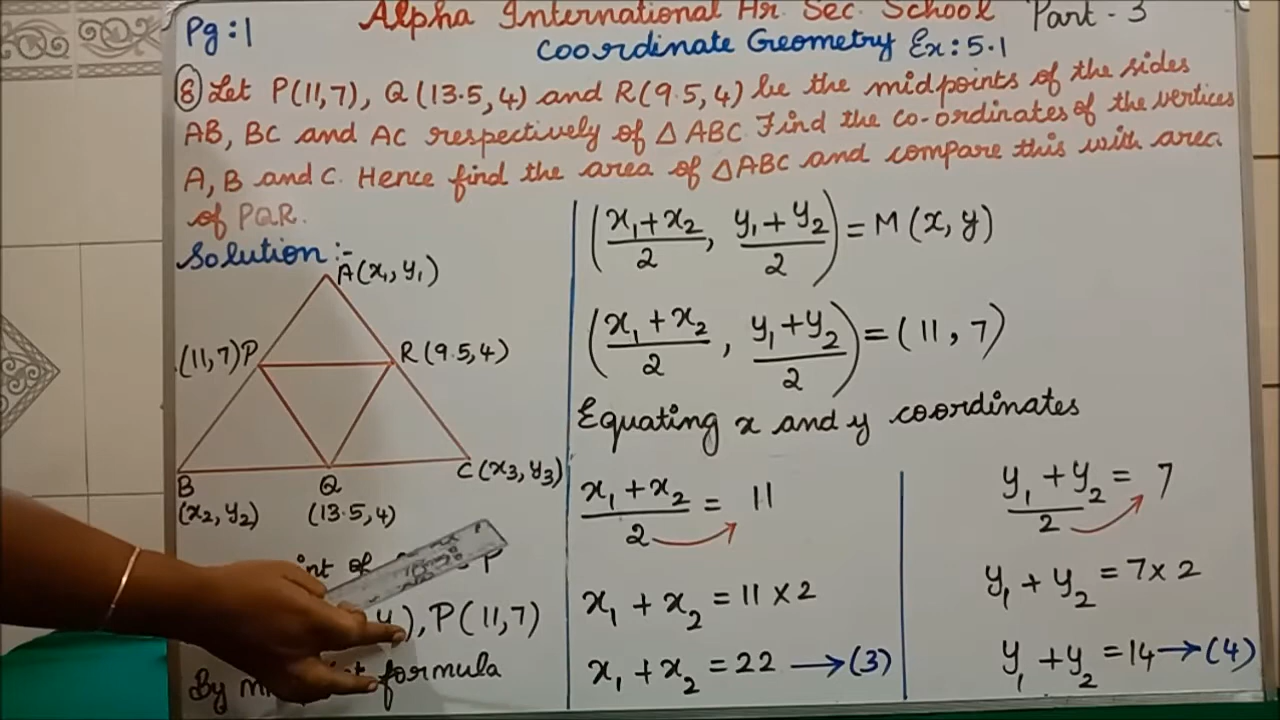 Pg:1
Alpha International Hr. Sec. School
Part - 3
Coordinate Geometry Ex: 5.1
⑧ Let P(11,7), Q(13.5,4) and R(9.5,4) be the midpoints of the sides
AB, BC and AC respectively of △ABC. Find the co-ordinates of the vertices
A, B and C. Hence find the area of △ABC and compare this with area
of PQR.
Solution :-
A(x₁, y₁)
(11,7)P
R(9.5,4)
B
Q
C(x₃, y₃)
(x₂, y₂)
(13.5,4)
of
P
), P(11,7)
By
formula
((x₁+x₂)/2, (y₁+y₂)/2) = M(x, y)
((x₁+x₂)/2, (y₁+y₂)/2) = (11, 7)
Equating x and y coordinates
(x₁+x₂)/2 = 11
x₁ + x₂ = 11 × 2
x₁ + x₂ = 22 → (3)
(y₁+y₂)/2 = 7
y₁ + y₂ = 7 × 2
y₁ + y₂ = 14 → (4)